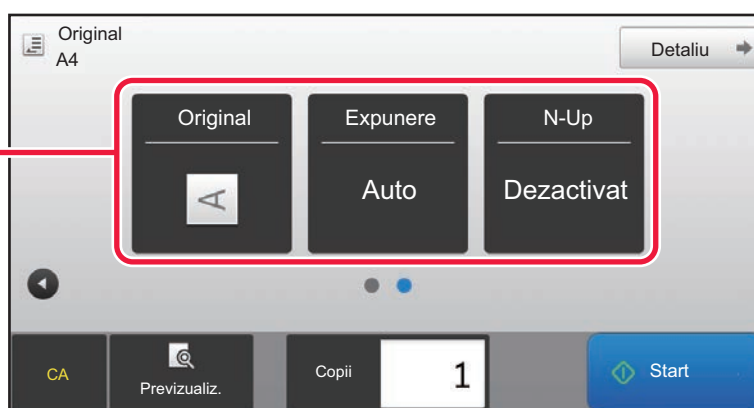 Original
A4
Detaliu
Original
Expunere
N-Up
A
Auto
Dezactivat
CA
Previzualiz.
Copii
1
Start